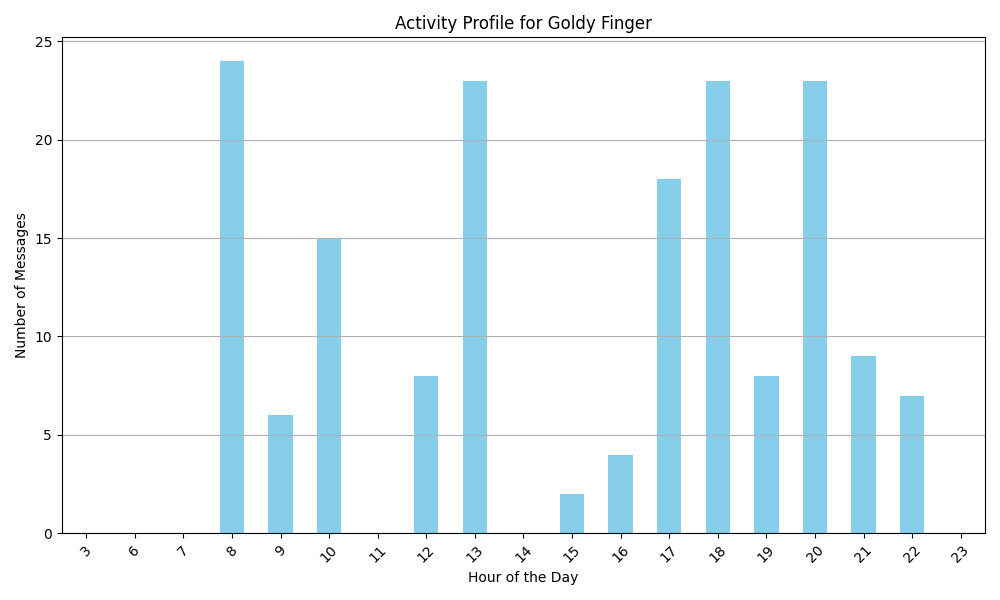 Activity Profile for Goldy Finger
25
20
15
10
5
0
Number of Messages
3 6 7 8 9 10 11 12 13 14 15 16 17 18 19 20 21 22 23
Hour of the Day